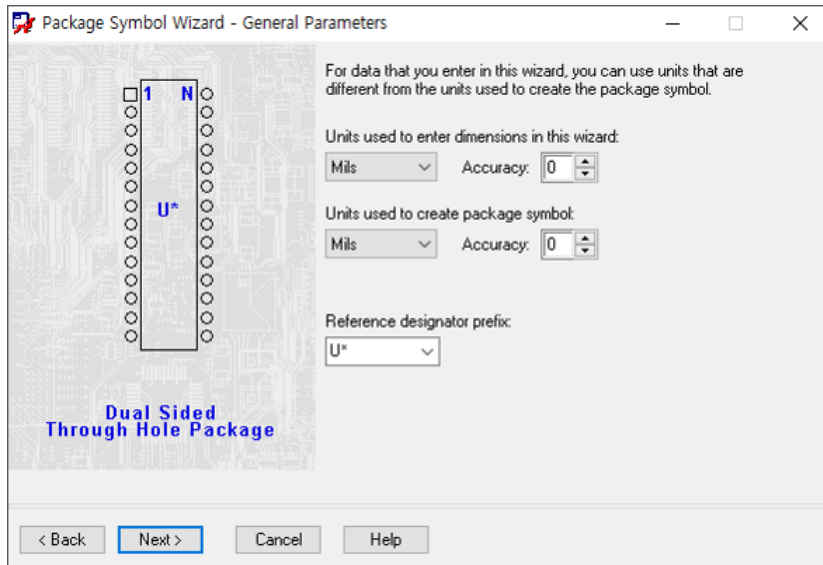 Package Symbol Wizard - General Parameters
1 N
U*
Dual Sided
Through Hole Package
For data that you enter in this wizard, you can use units that are
different from the units used to create the package symbol.
Units used to enter dimensions in this wizard:
Mils Accuracy: 0
Units used to create package symbol:
Mils Accuracy: 0
Reference designator prefix:
U*
< Back Next > Cancel Help